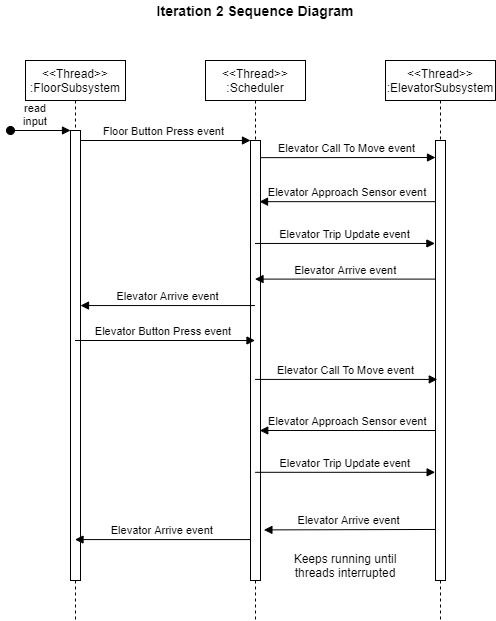 Iteration 2 Sequence Diagram
<<Thread>>
:FloorSubsystem
<<Thread>>
:Scheduler
<<Thread>>
:ElevatorSubsystem
read
input
Floor Button Press event
Elevator Call To Move event
Elevator Approach Sensor event
Elevator Trip Update event
Elevator Arrive event
Elevator Arrive event
Elevator Button Press event
Elevator Call To Move event
Elevator Approach Sensor event
Elevator Trip Update event
Elevator Arrive event
Elevator Arrive event
Keeps running until
threads interrupted